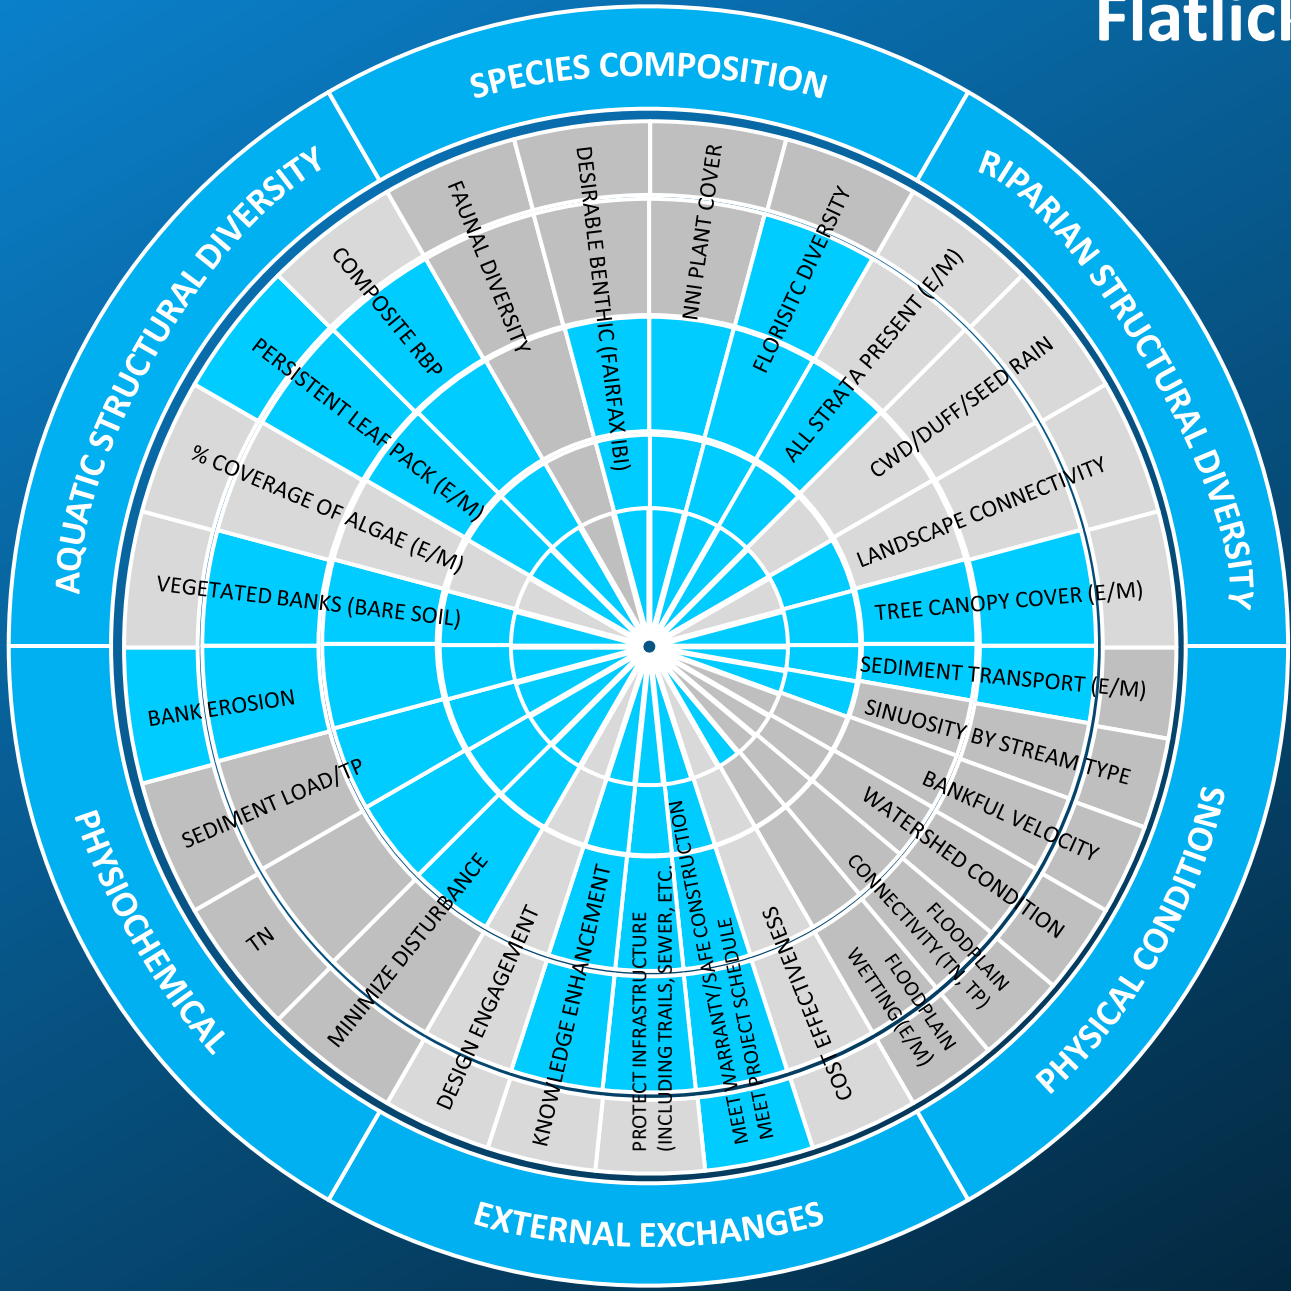 Flatlick
SPECIES COMPOSITION
RIPARIAN STRUCTURAL DIVERSITY
PHYSICAL CONDITIONS
EXTERNAL EXCHANGES
PHYSIOCHEMICAL
AQUATIC STRUCTURAL DIVERSITY
FAUNAL DIVERSITY
DESIRABLE BENTHIC (FAIRFAX IBI)
NNI PLANT COVER
FLORISITC DIVERSITY
ALL STRATA PRESENT (E/M)
CWD/DUFF/SEED RAIN
LANDSCAPE CONNECTIVITY
TREE CANOPY COVER (E/M)
SEDIMENT TRANSPORT (E/M)
SINUOSITY BY STREAM TYPE
BANKFUL VELOCITY
WATERSHED CONDITION
FLOODPLAIN
CONNECTIVITY (TN, TP)
FLOODPLAIN
WETTING (E/M)
COST EFFECTIVENESS
MEET WARRANTY/SAFE CONSTRUCTION
MEET PROJECT SCHEDULE
PROTECT INFRASTRUCTURE
(INCLUDING TRAILS, SEWER, ETC.
KNOWLEDGE ENHANCEMENT
DESIGN ENGAGEMENT
MINIMIZE DISTURBANCE
TN
SEDIMENT LOAD/TP
BANK EROSION
VEGETATED BANKS (BARE SOIL)
% COVERAGE OF ALGAE (E/M)
PERSISTENT LEAF PACK (E/M)
COMPOSITE RBP